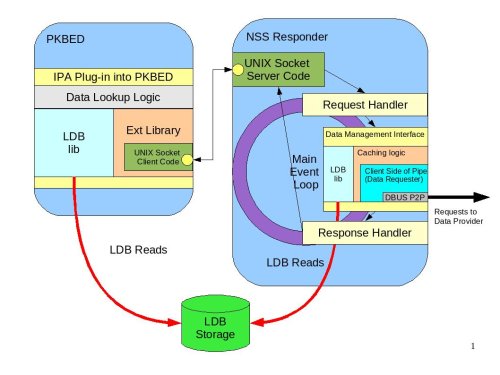 PKBED
IPA Plug-in into PKBED
Data Lookup Logic
LDB
lib
Ext Library
UNIX Socket
Client Code
LDB Reads
NSS Responder
UNIX Socket
Server Code
Request Handler
Data Management Interface
Main
Event
Loop
LDB
lib
Caching logic
Client Side of Pipe
(Data Requester)
DBUS P2P
Requests to
Data Provider
Response Handler
LDB Reads
LDB
Storage
1